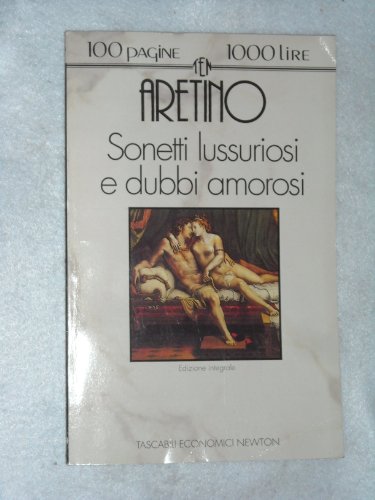 100 PAGINE 1000 LIRE
TEN
ARETINO
Sonetti lussuriosi
e dubbi amorosi
Edizione integrale
TASCABILI ECONOMICI NEWTON